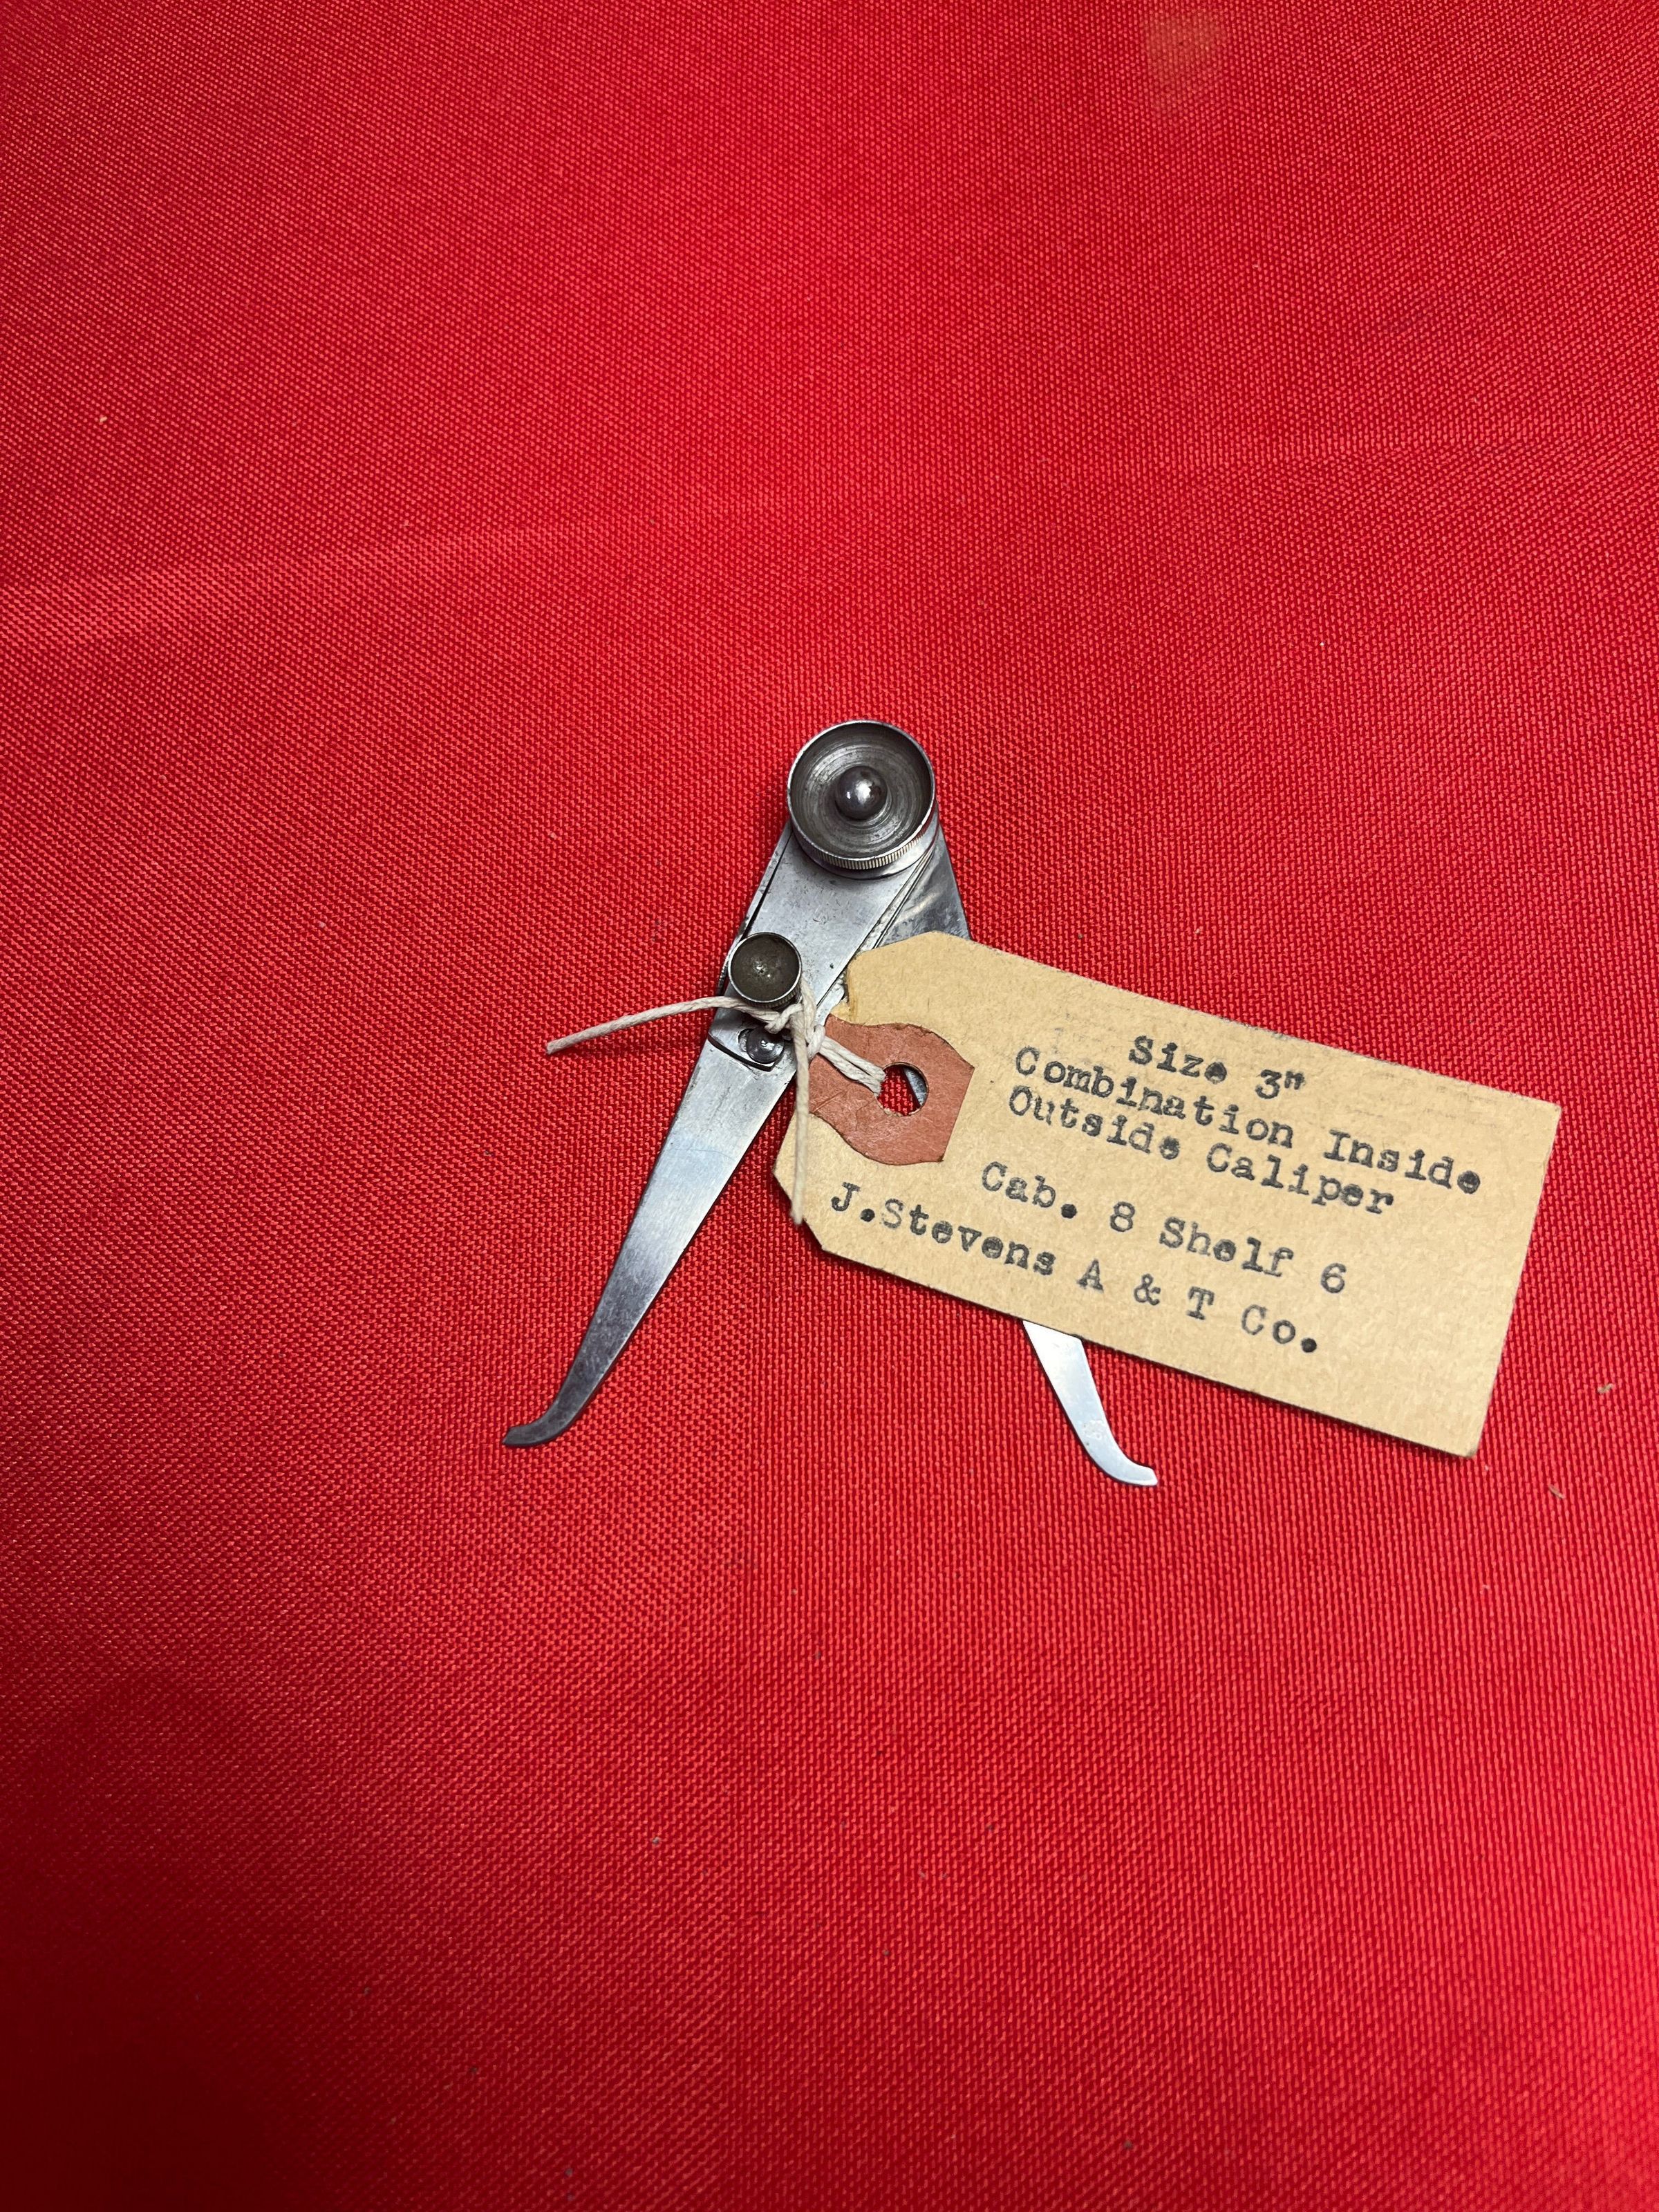 Size 3"
Combination Inside
Outside Caliper
Cab. 8 Shelf 6
J.Stevens A & T Co.